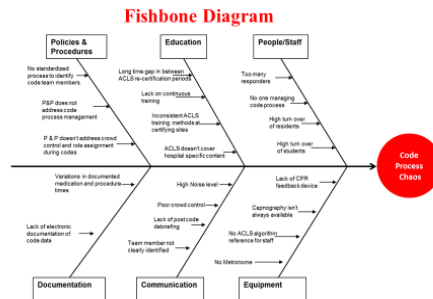 Fishbone Diagram
Policies &
Procedures
Education
People/Staff
No standardized
process to identify
code team members
P&P does not
address code
process management
P & P doesn't address crowd
control and role assignment
during codes
Long time gap in between
ACLS re-certification periods
Lack on continuous
training
Inconsistent ACLS
training methods at
certifying sites
ACLS doesn't cover
hospital specific content
Too many
responders
No one managing
code process
High turn over
of residents
High turn over
of students
Code
Process
Chaos
Variations in documented
medication and procedure
times
Lack of electronic
documentation of
code data
High Noise level
Poor crowd control
Lack of post code
debriefing
Team member not
clearly identified
Lack of CPR
feedback device
Capnography isn't
always available
No ACLS algorithm
reference for staff
No Metronome
Documentation
Communication
Equipment